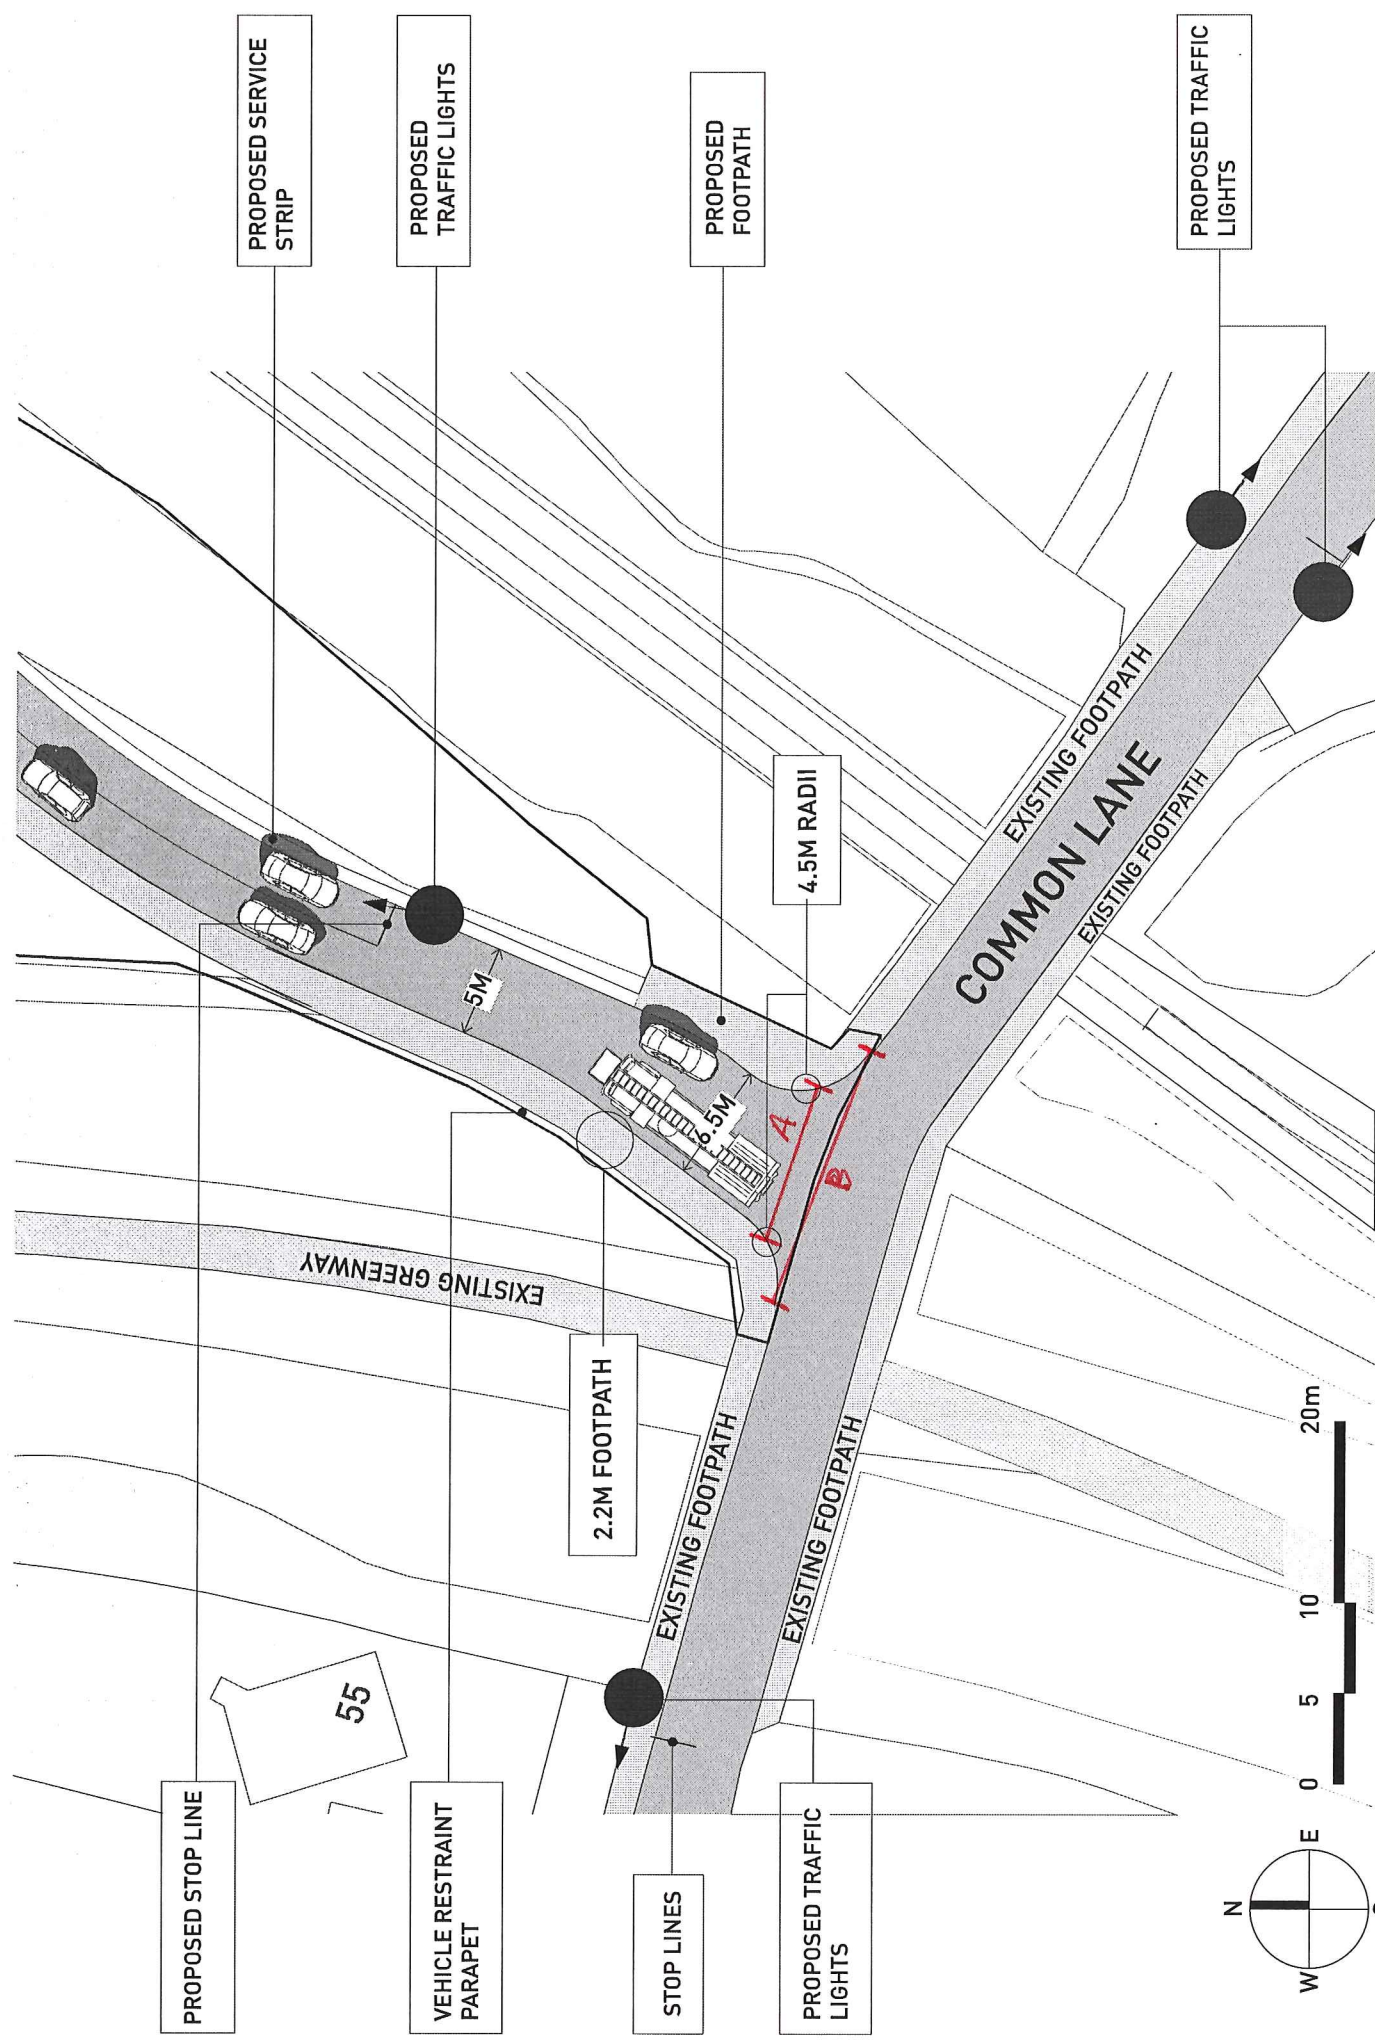 PROPOSED SERVICE
STRIP
PROPOSED
TRAFFIC LIGHTS
PROPOSED
FOOTPATH
PROPOSED TRAFFIC
LIGHTS
4.5M RADII
5M
6.5M
A
B
EXISTING FOOTPATH
COMMON LANE
EXISTING FOOTPATH
EXISTING GREENWAY
2.2M FOOTPATH
EXISTING FOOTPATH
EXISTING FOOTPATH
55
PROPOSED STOP LINE
VEHICLE RESTRAINT
PARAPET
STOP LINES
PROPOSED TRAFFIC
LIGHTS
0 5 10 20m
N
W E